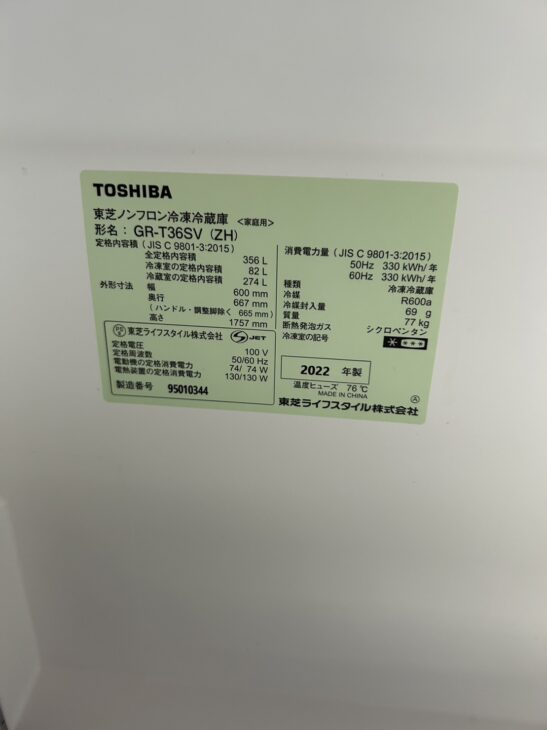 TOSHIBA
東芝ノンフロン冷凍冷蔵庫 <家庭用>
形名: GR-T36SV (ZH)
定格内容積 (JIS C 9801-3:2015)
全定格内容積 356 L
冷凍室の定格内容積 82 L
冷蔵室の定格内容積 274 L
外形寸法 幅 600 mm
奥行 667 mm
(ハンドル・調整脚除く 665 mm)
高さ 1757 mm
東芝ライフスタイル株式会社 JET
定格電圧 100 V
定格周波数 50/60 Hz
電動機の定格消費電力 74/ 74 W
電熱装置の定格消費電力 130/130 W
製造番号 95010344
消費電力量 (JIS C 9801-3:2015)
50Hz 330 kWh/年
60Hz 330 kWh/年
種類 冷凍冷蔵庫
冷媒 R600a
冷媒封入量 69 g
質量 77 kg
断熱発泡ガス シクロペンタン
冷凍室の記号
2022 年製
温度ヒューズ 76 ℃
MADE IN CHINA
Ⓐ
東芝ライフスタイル株式会社